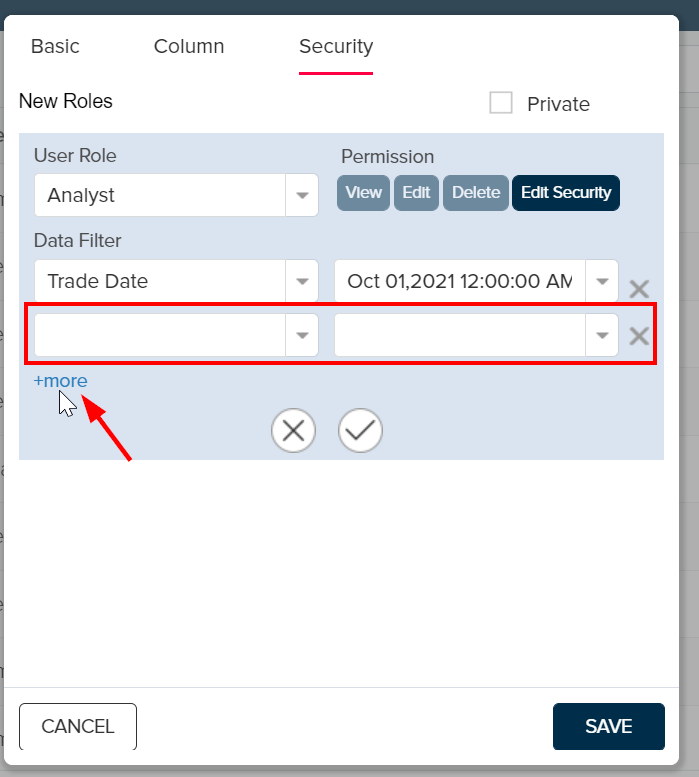 Basic Column Security
New Roles Private
User Role Permission
Analyst View Edit Delete Edit Security
Data Filter
Trade Date Oct 01,2021 12:00:00 AM
+more
CANCEL SAVE